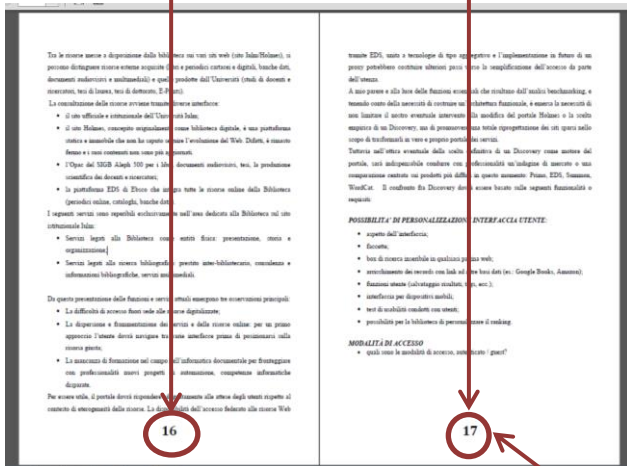 Tra le risorse messe a disposizione dalla biblioteca sui vari siti web (sito Iulm/Holmes), si
possono distinguere risorse esterne acquisite (libri e periodici cartacei e digitali, banche dati,
documenti audiovisivi e multimediali) e quelle prodotte dall'Università (studi di docenti e
ricercatori, tesi di laurea, tesi di dottorato, E-Prints).
La consultazione delle risorse avviene tramite diverse interfacce:
• il sito ufficiale e istituzionale dell'Università Iulm;
• il sito Holmes, concepito originalmente come biblioteca digitale, è una piattaforma
statica e immobile che non ha saputo seguire l'evoluzione del Web. Difatti, è rimasto
fermo e i suoi contenuti non sono più aggiornati.
• l'Opac del SIGB Aleph 500 per i libri, documenti audiovisivi, tesi, la produzione
scientifica dei docenti e ricercatori;
• la piattaforma EDS di Ebsco che integra tutte le risorse online della Biblioteca
(periodici online, cataloghi, banche dati).
I seguenti servizi sono reperibili esclusivamente nell'area dedicata alla Biblioteca sul sito
istituzionale Iulm:
• Servizi legati alla Biblioteca come entità fisica: presentazione, storia e
organizzazione;
• Servizi legati alla ricerca bibliografica: prestito inter-bibliotecario, consulenza e
informazioni bibliografiche, servizi multimediali.
Da questa presentazione delle funzioni e servizi attuali emergono tre osservazioni principali:
• La difficoltà di accesso fuori sede alle risorse digitalizzate;
• La dispersione e frammentazione dei servizi e delle risorse online: per un primo
approccio l'utente dovrà navigare tra varie interfacce prima di posizionarsi sulla
risorsa giusta;
• La mancanza di formazione nel campo dell'informatica documentale per fronteggiare
con professionalità nuovi progetti di automazione, competenze informatiche
disparate.
Per essere utile, il portale dovrà rispondere direttamente alle attese degli utenti rispetto al
contesto di eterogeneità delle risorse. La disponibilità dell'accesso federato alle risorse Web
16
tramite EDS, unita a tecnologie di tipo aggregativo e l'implementazione in futuro di un
proxy potrebbero costituire ulteriori passi verso la semplificazione dell'accesso da parte
dell'utenza.
A mio parere e alla luce delle funzioni essenziali che risultano dall'analisi benchmarking, e
tenendo conto della necessità di costruire un'architettura funzionale, è emersa la necessità di
non limitare il nostro eventuale intervento alla modifica del portale Holmes o la scelta
empirica di un Discovery, ma di promuovere una totale riprogettazione dei siti sparsi nello
scopo di trasformarli in vero e proprio portale dei servizi.
Tuttavia nell'ottica eventuale della scelta definitiva di un Discovery come motore del
portale, sarà indispensabile condurre con professionalità un'indagine di mercato o una
comparazione centrata sui prodotti più diffusi in questo momento: Primo, EDS, Summon,
WordCat. Il confronto fra Discovery dovrà essere basato sulle seguenti funzionalità o
requisiti:
POSSIBILITA' DI PERSONALIZZAZIONE INTERFACCIA UTENTE:
• aspetto dell'interfaccia;
• faccette;
• box di ricerca inseribile in qualsiasi pagina web;
• arricchimento dei records con link ad altre basi dati (es.: Google Books, Amazon);
• funzioni utente (salvataggio risultati, tags, ecc.);
• interfaccia per dispositivi mobili;
• test di usabilità condotti con utenti;
• possibilità per la biblioteca di personalizzare il ranking.
MODALITÀ DI ACCESSO
• quali sono le modalità di accesso, autenticato / guest?
17